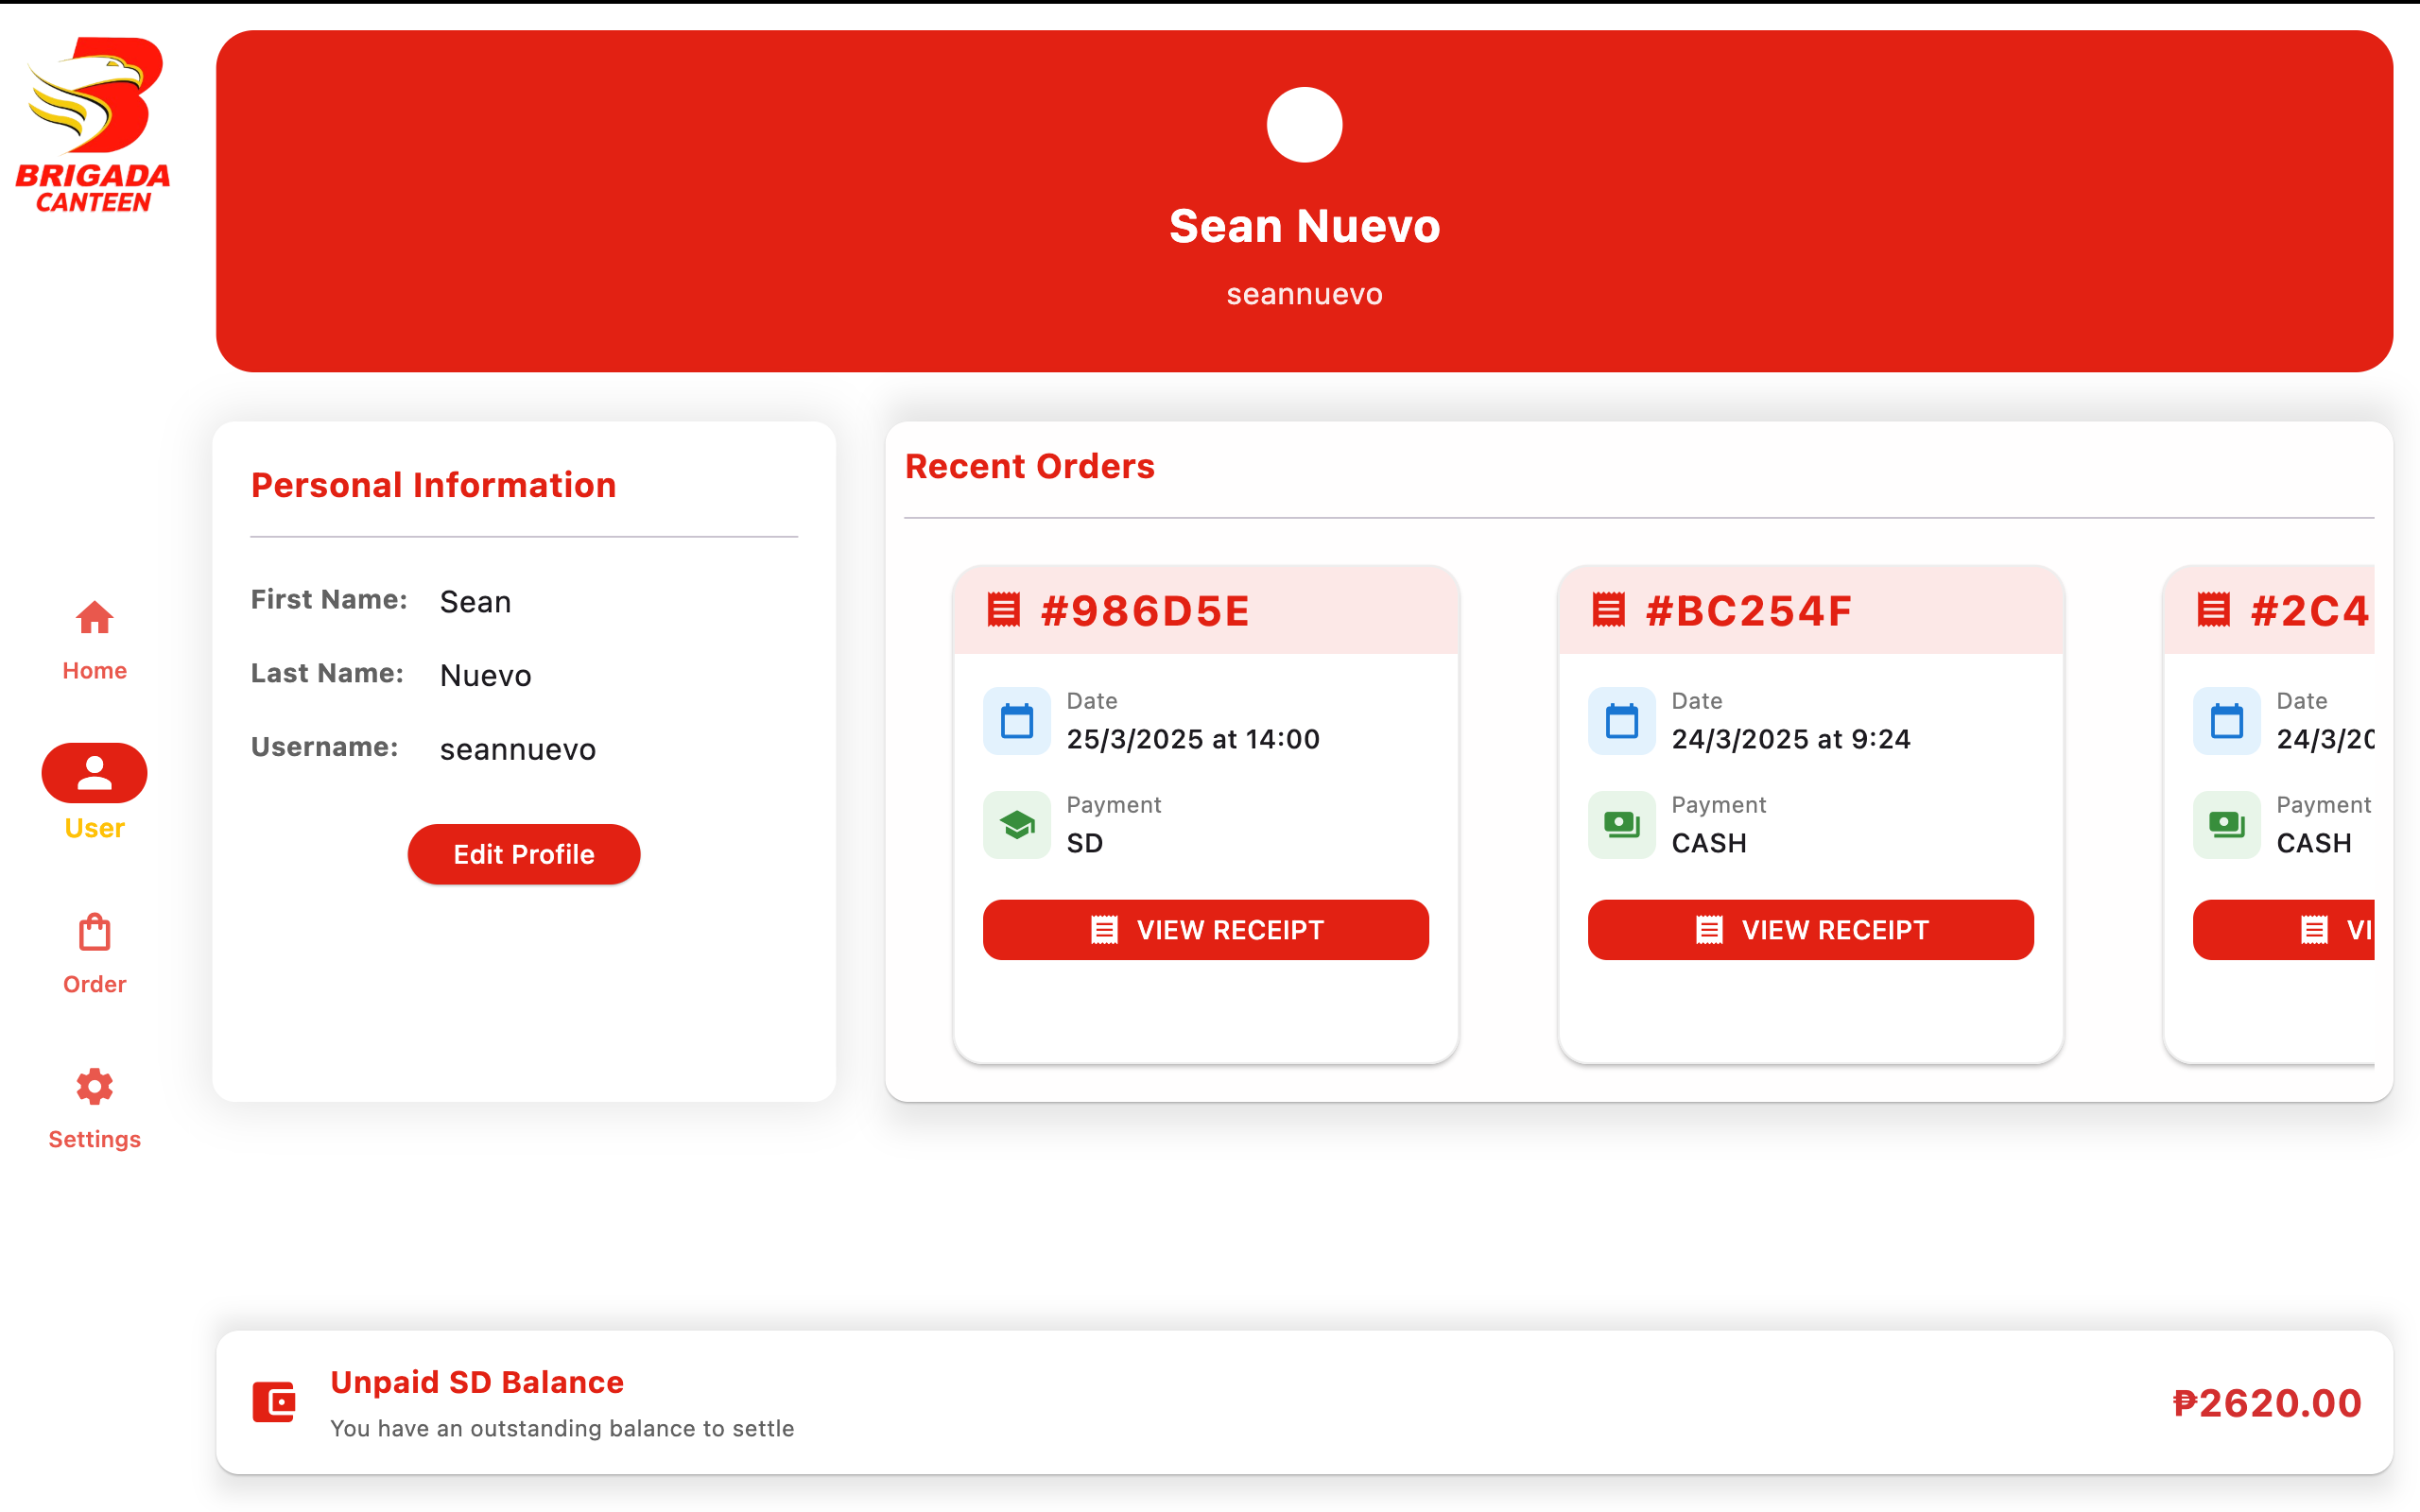 BRIGADA
CANTEEN
Sean Nuevo
seannuevo
Home
User
Order
Settings
Personal Information
First Name: Sean
Last Name: Nuevo
Username: seannuevo
Edit Profile
Recent Orders
#986D5E
Date
25/3/2025 at 14:00
Payment
SD
VIEW RECEIPT
#BC254F
Date
24/3/2025 at 9:24
Payment
CASH
VIEW RECEIPT
#2C4
Date
24/3/20
Payment
CASH
VI
Unpaid SD Balance
You have an outstanding balance to settle
₱2620.00